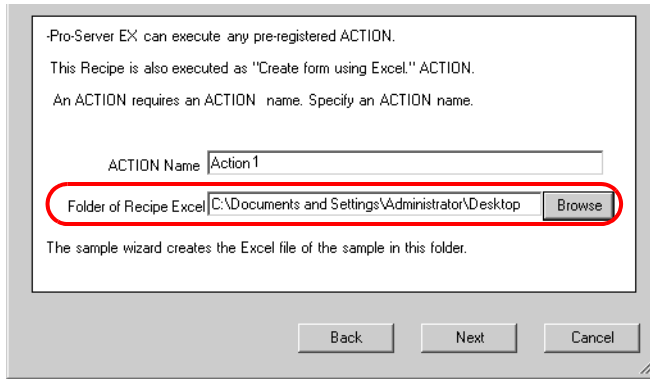 -Pro-Server EX can execute any pre-registered ACTION.
This Recipe is also executed as "Create form using Excel." ACTION.
An ACTION requires an ACTION name. Specify an ACTION name.
ACTION Name Action1
Folder of Recipe Excel C:\Documents and Settings\Administrator\Desktop Browse
The sample wizard creates the Excel file of the sample in this folder.
Back Next Cancel